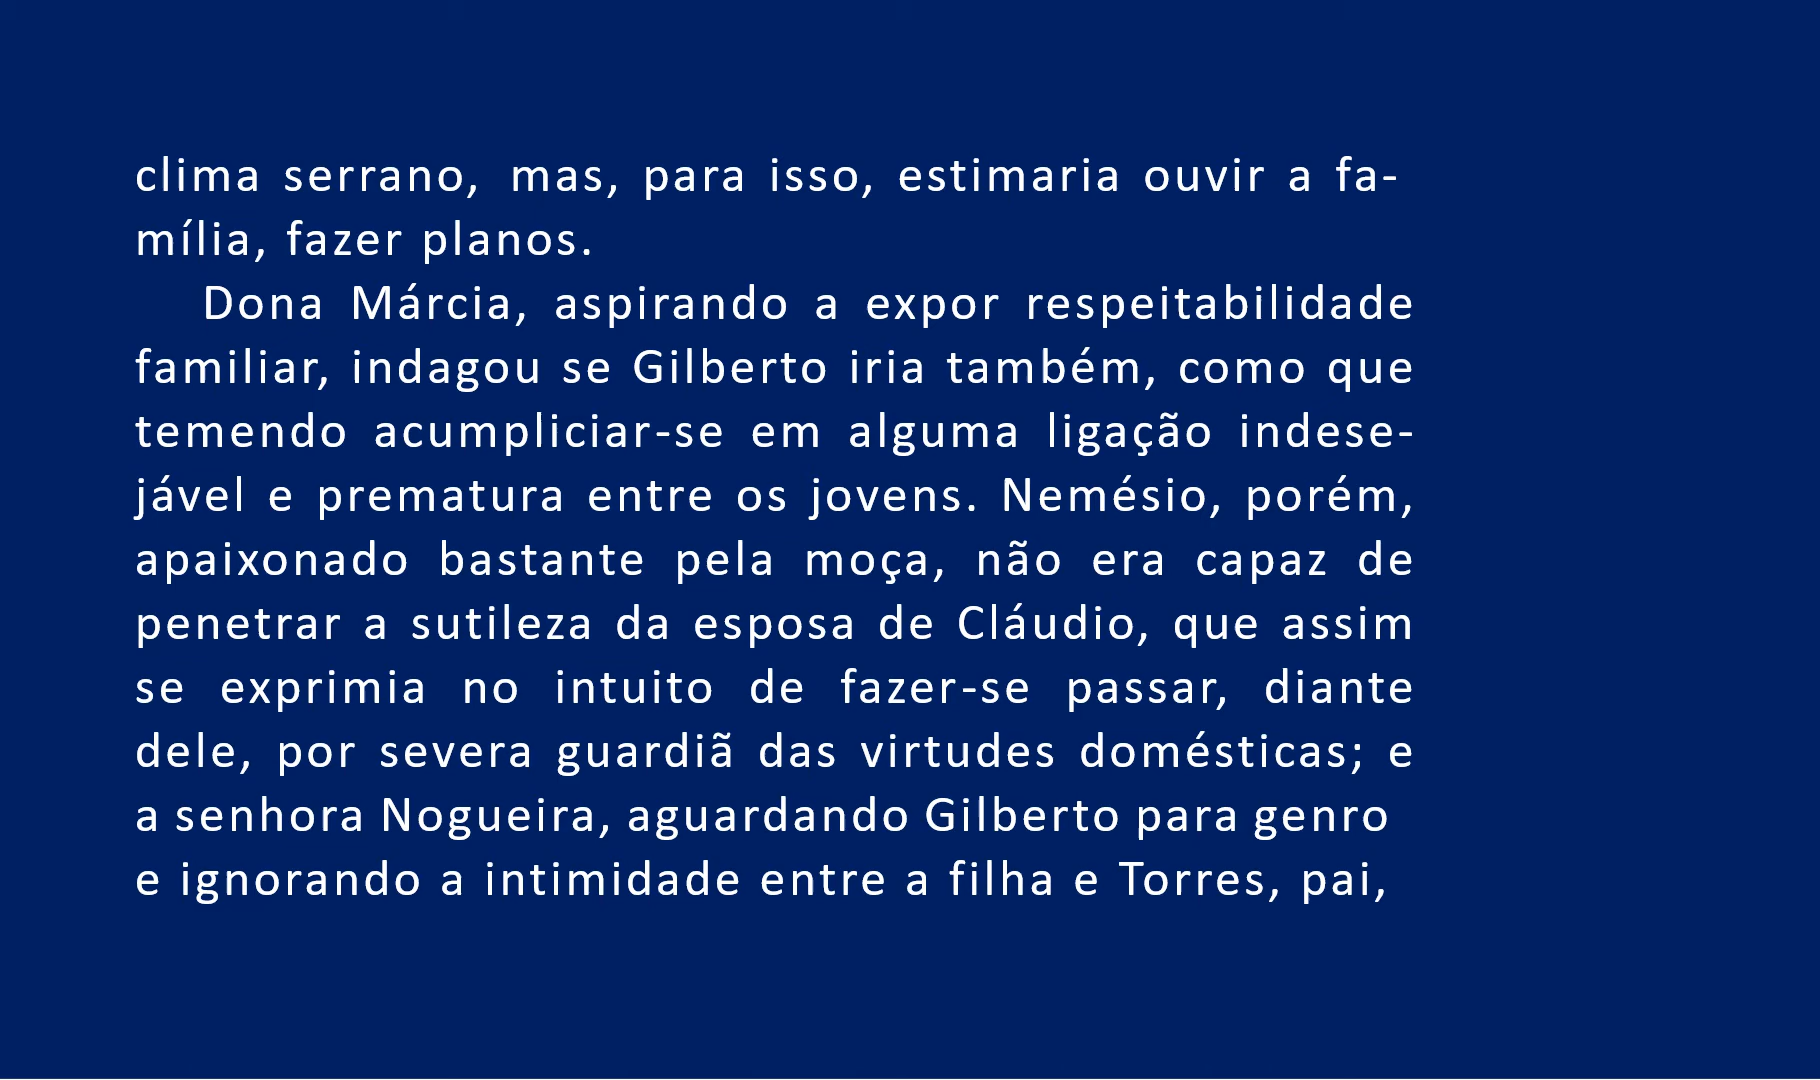 clima serrano, mas, para isso, estimaria ouvir a fa-
mília, fazer planos.
Dona Márcia, aspirando a expor respeitabilidade
familiar, indagou se Gilberto iria também, como que
temendo acumpliciar-se em alguma ligação indese-
jável e prematura entre os jovens. Nemésio, porém,
apaixonado bastante pela moça, não era capaz de
penetrar a sutileza da esposa de Cláudio, que assim
se exprimia no intuito de fazer-se passar, diante
dele, por severa guardiã das virtudes domésticas; e
a senhora Nogueira, aguardando Gilberto para genro
e ignorando a intimidade entre a filha e Torres, pai,